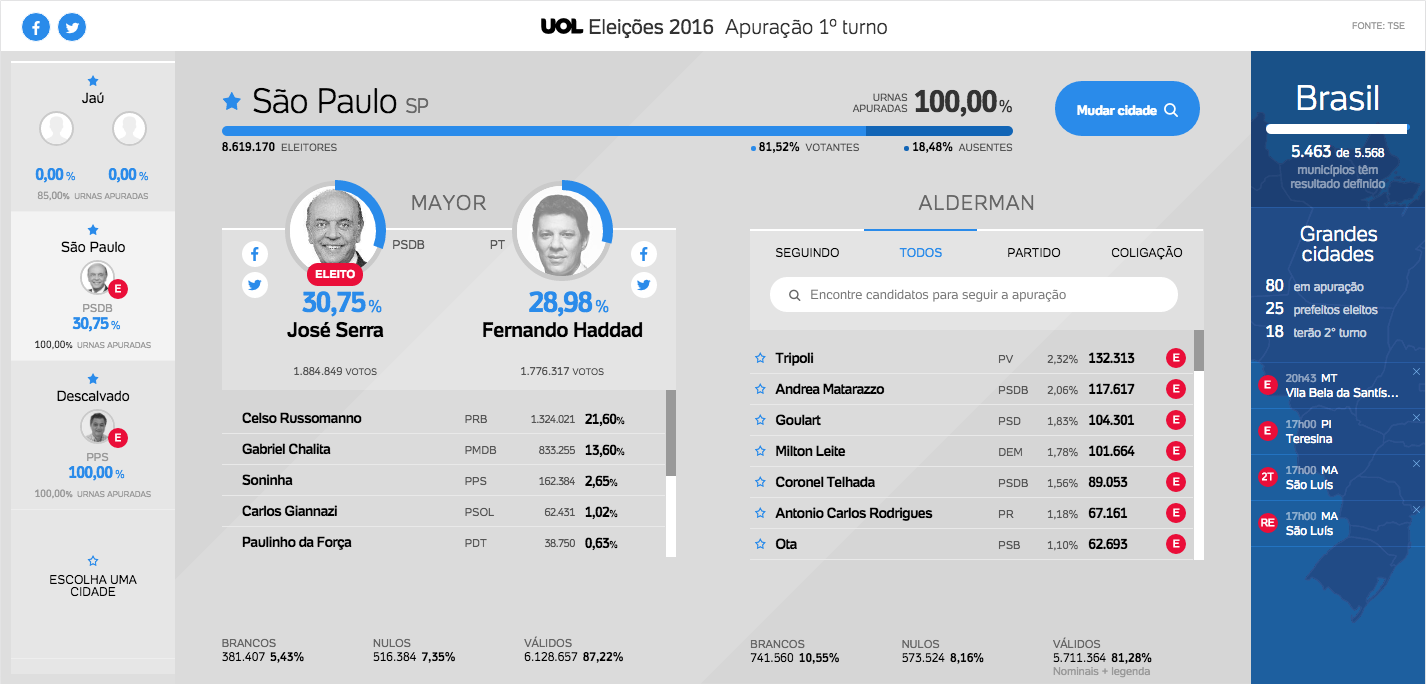 UOL Eleições 2016 Apuração 1º turno
FONTE: TSE
Jaú
0,00 % 0,00 %
85,00% URNAS APURADAS
São Paulo
E
PSDB
30,75 %
100,00% URNAS APURADAS
Descalvado
E
PPS
100,00 %
100,00% URNAS APURADAS
ESCOLHA UMA
CIDADE
São Paulo SP
URNAS
APURADAS 100,00%
Mudar cidade
8.619.170 ELEITORES
81,52% VOTANTES
18,48% AUSENTES
MAYOR
PSDB PT
ELEITO
30,75% 28,98%
José Serra Fernando Haddad
1.884.849 VOTOS 1.776.317 VOTOS
Celso Russomanno PRB 1.324.021 21,60%
Gabriel Chalita PMDB 833.255 13,60%
Soninha PPS 162.384 2,65%
Carlos Giannazi PSOL 62.431 1,02%
Paulinho da Força PDT 38.750 0,63%
BRANCOS NULOS VÁLIDOS
381.407 5,43% 516.384 7,35% 6.128.657 87,22%
ALDERMAN
SEGUINDO TODOS PARTIDO COLIGAÇÃO
Encontre candidatos para seguir a apuração
Tripoli PV 2,32% 132.313 E
Andrea Matarazzo PSDB 2,06% 117.617 E
Goulart PSD 1,83% 104.301 E
Milton Leite DEM 1,78% 101.664 E
Coronel Telhada PSDB 1,56% 89.053 E
Antonio Carlos Rodrigues PR 1,18% 67.161 E
Ota PSB 1,10% 62.693 E
BRANCOS NULOS VÁLIDOS
741.560 10,55% 573.524 8,16% 5.711.364 81,28%
Nominais + legenda
Brasil
5.463 de 5.568
municípios têm
resultado definido
Grandes
cidades
80 em apuração
25 prefeitos eleitos
18 terão 2° turno
E 20h43 MT
Vila Bela da Santís...
E 17h00 PI
Teresina
2T 17h00 MA
São Luís
RE 17h00 MA
São Luís